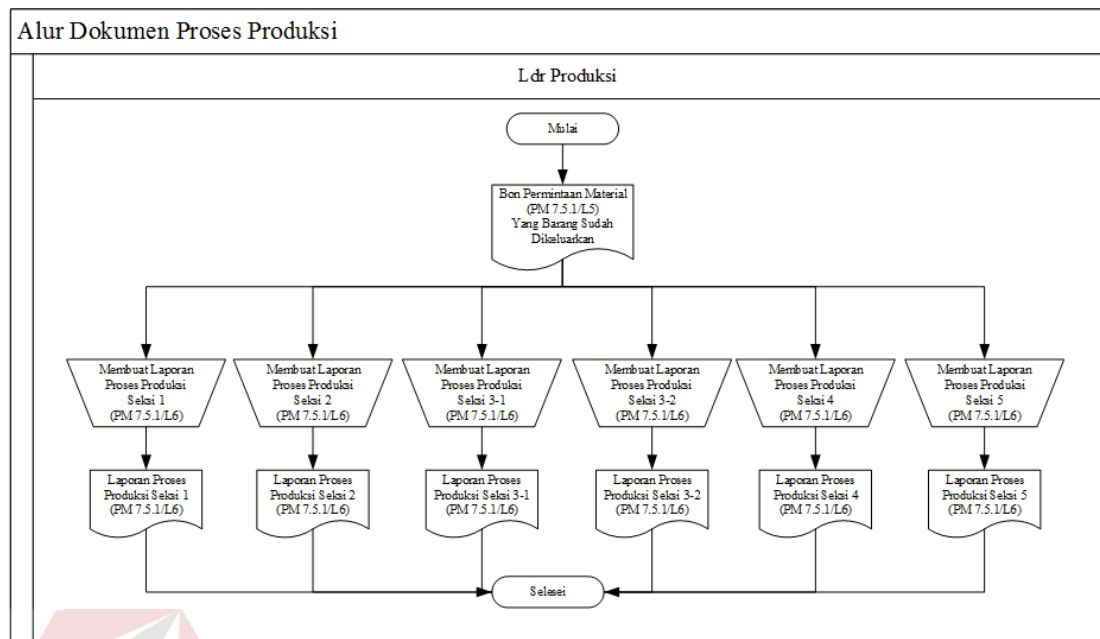 Alur Dokumen Proses Produksi
Ldr Produksi
Mulai
Bon Permintaan Material
(PM 7.5.1/L5)
Yang Barang Sudah
Dikeluarkan
Membuat Laporan
Proses Produksi
Seksi 1
(PM 7.5.1/L6)
Membuat Laporan
Proses Produksi
Seksi 2
(PM 7.5.1/L6)
Membuat Laporan
Proses Produksi
Seksi 3-1
(PM 7.5.1/L6)
Membuat Laporan
Proses Produksi
Seksi 3-2
(PM 7.5.1/L6)
Membuat Laporan
Proses Produksi
Seksi 4
(PM 7.5.1/L6)
Membuat Laporan
Proses Produksi
Seksi 5
(PM 7.5.1/L6)
Laporan Proses
Produksi Seksi 1
(PM 7.5.1/L6)
Laporan Proses
Produksi Seksi 2
(PM 7.5.1/L6)
Laporan Proses
Produksi Seksi 3-1
(PM 7.5.1/L6)
Laporan Proses
Produksi Seksi 3-2
(PM 7.5.1/L6)
Laporan Proses
Produksi Seksi 4
(PM 7.5.1/L6)
Laporan Proses
Produksi Seksi 5
(PM 7.5.1/L6)
Selesei